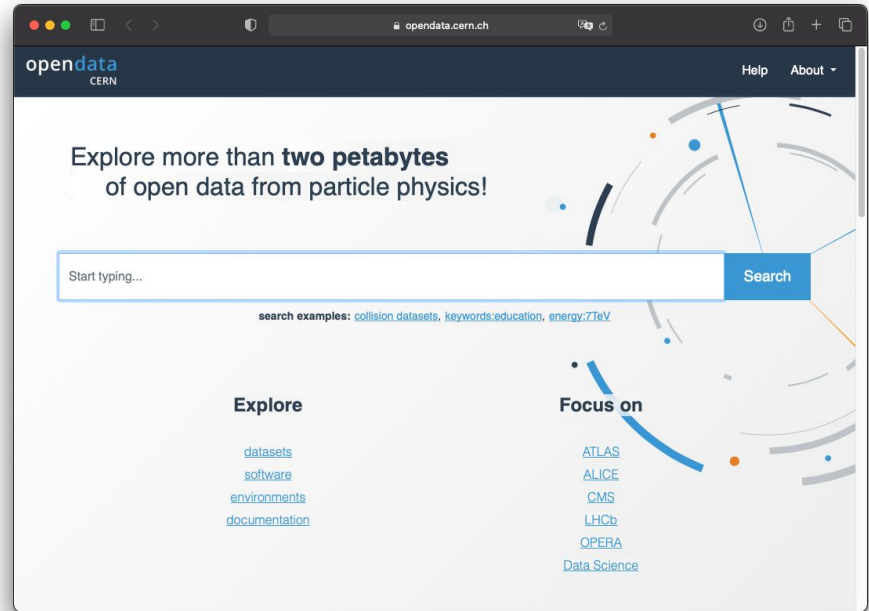 opendata.cern.ch
opendata
CERN
Help About
Explore more than two petabytes
of open data from particle physics!
Start typing...
Search
search examples: collision datasets, keywords:education, energy:7TeV
Explore
datasets
software
environments
documentation
Focus on
ATLAS
ALICE
CMS
LHCb
OPERA
Data Science